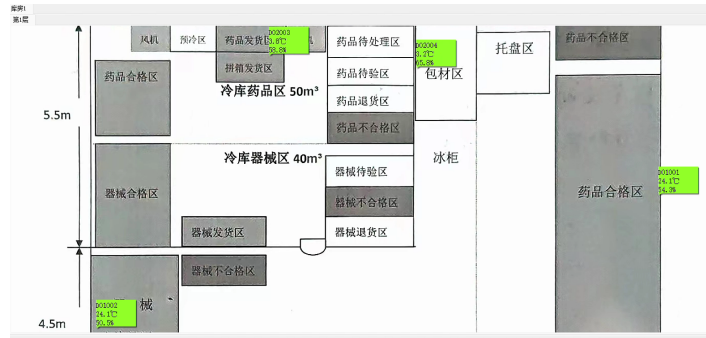 库房1
第1层
风机
预冷区
药品发货区
D02003
3.8℃
58.8%
药品待处理区
D02004
3.2℃
65.8%
托盘区
药品不合格区
药品合格区
拼箱发货区
药品待验区
包材区
冷库药品区 50m³
药品退货区
5.5m
药品不合格区
冷库器械区 40m³
冰柜
器械待验区
D01001
24.1℃
54.3%
器械合格区
器械不合格区
药品合格区
器械发货区
器械退货区
器械不合格区
D01002
24.1℃
50.5%
械
4.5m